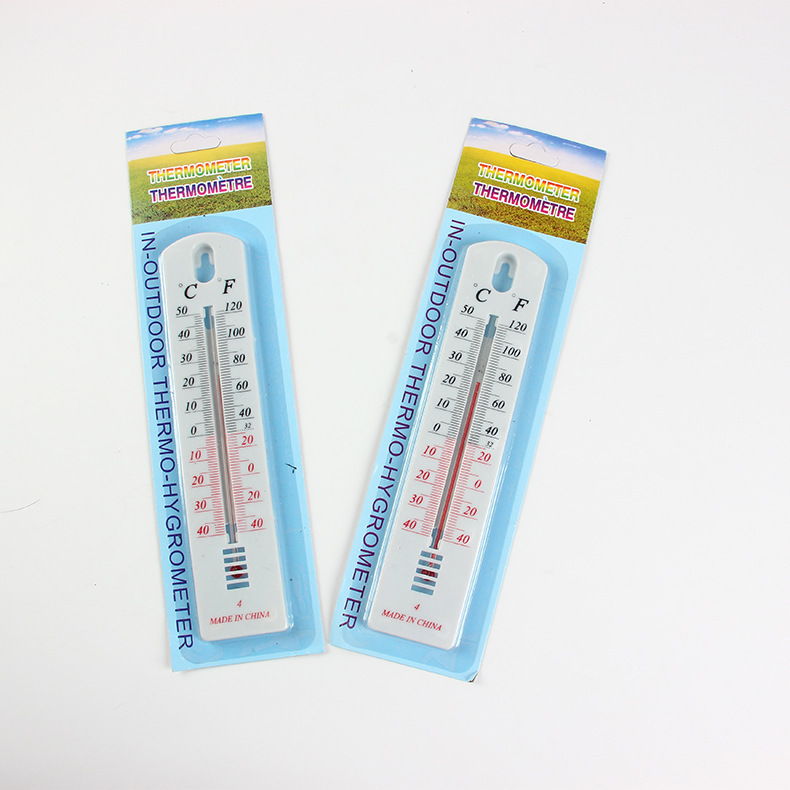 THERMOMETER
THERMOMÈTRE
IN-OUTDOOR THERMO-HYGROMETER
°C °F
50 120
40 100
30 80
20 60
10 40
0 32
10 20
20 0
30 20
40 40
4
MADE IN CHINA
THERMOMETER
THERMOMÈTRE
IN-OUTDOOR THERMO-HYGROMETER
°C °F
50 120
40 100
30 80
20 60
10 40
0 32
10 20
20 0
30 20
40 40
4
MADE IN CHINA